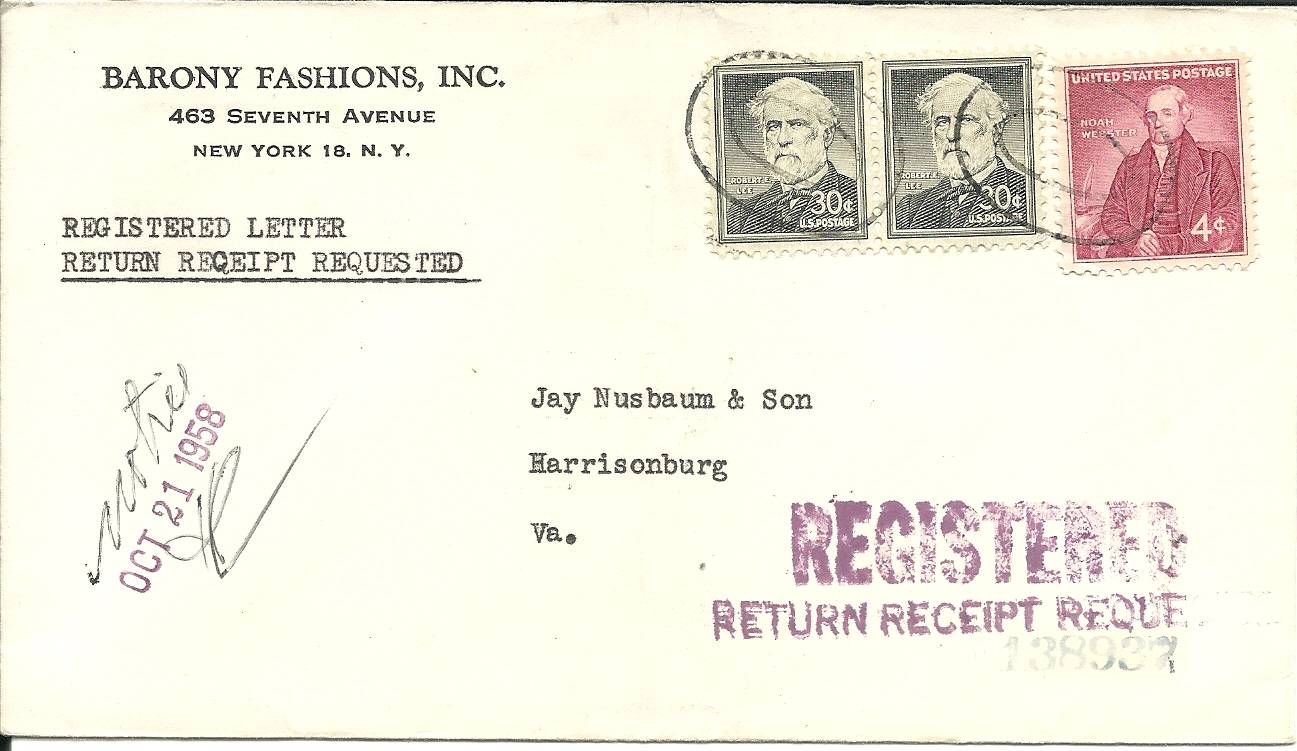 BARONY FASHIONS, INC.
463 SEVENTH AVENUE
NEW YORK 18, N. Y.
REGISTERED LETTER
RETURN REQEIPT REQUESTED
ROBERT E.
LEE
30¢
U.S. POSTAGE
ROBERT E.
LEE
30¢
U.S. POSTAGE
UNITED STATES POSTAGE
NOAH
WEBSTER
4¢
OCT 21 1958
Jay Nusbaum & Son
Harrisonburg
Va.
REGISTERED
RETURN RECEIPT REQUE
138937